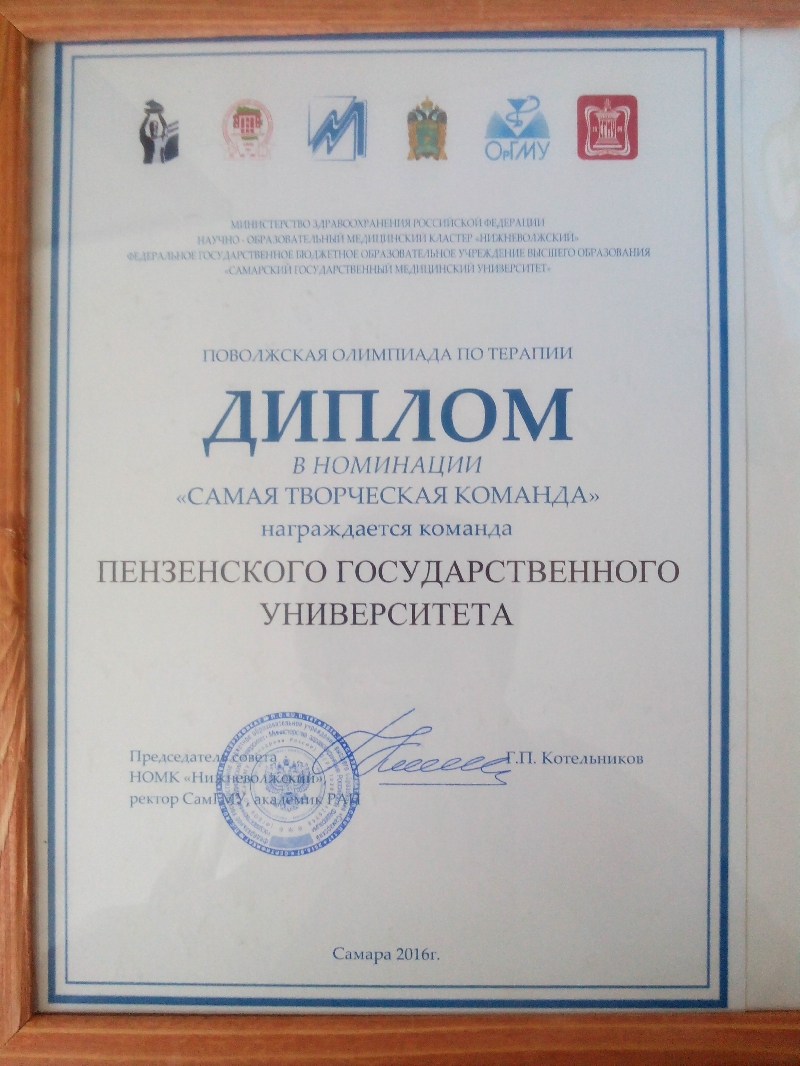 ОрГМУ
МИНИСТЕРСТВО ЗДРАВООХРАНЕНИЯ РОССИЙСКОЙ ФЕДЕРАЦИИ
НАУЧНО - ОБРАЗОВАТЕЛЬНЫЙ МЕДИЦИНСКИЙ КЛАСТЕР «НИЖНЕВОЛЖСКИЙ»
ФЕДЕРАЛЬНОЕ ГОСУДАРСТВЕННОЕ БЮДЖЕТНОЕ ОБРАЗОВАТЕЛЬНОЕ УЧРЕЖДЕНИЕ ВЫСШЕГО ОБРАЗОВАНИЯ
«САМАРСКИЙ ГОСУДАРСТВЕННЫЙ МЕДИЦИНСКИЙ УНИВЕРСИТЕТ»
ПОВОЛЖСКАЯ ОЛИМПИАДА ПО ТЕРАПИИ
ДИПЛОМ
В НОМИНАЦИИ
«САМАЯ ТВОРЧЕСКАЯ КОМАНДА»
награждается команда
ПЕНЗЕНСКОГО ГОСУДАРСТВЕННОГО
УНИВЕРСИТЕТА
Председатель совета
НОМК «Нижневолжский»,
ректор СамГМУ, академик РАН
Г.П. Котельников
Самара 2016г.